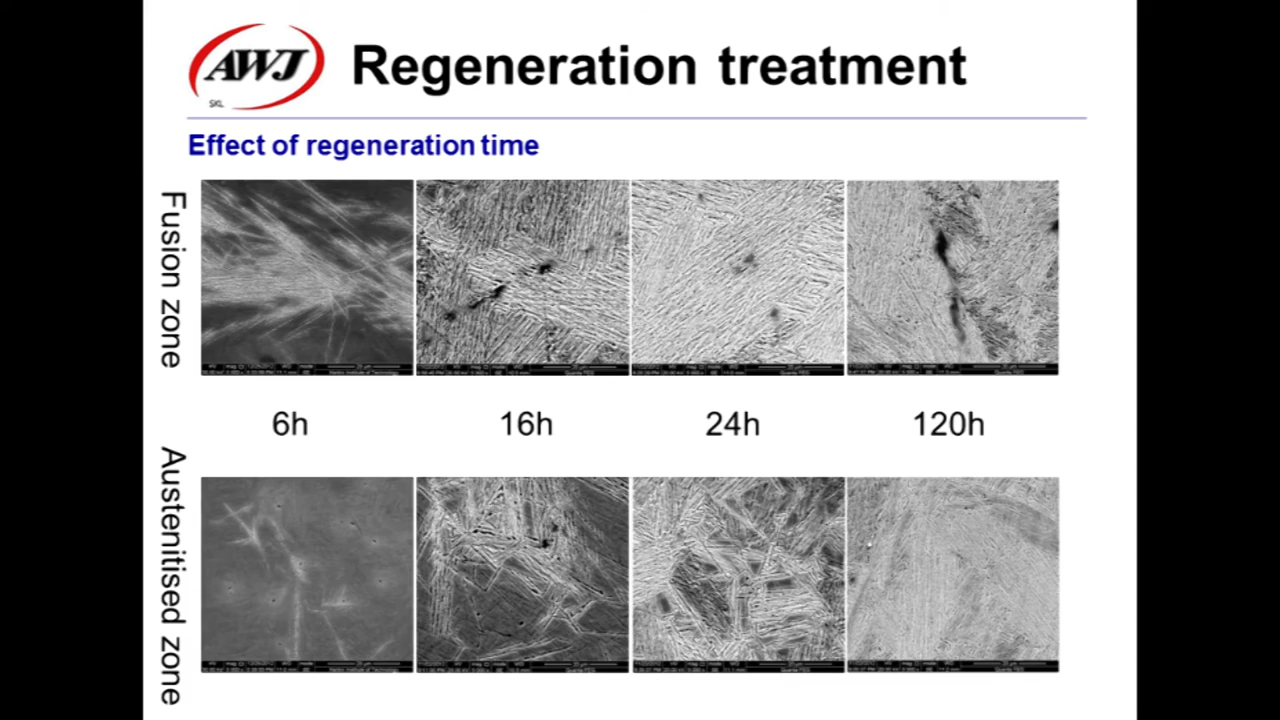 AWJ
SKL
Regeneration treatment
Effect of regeneration time
Fusion zone
6h
16h
24h
120h
Austenitised zone